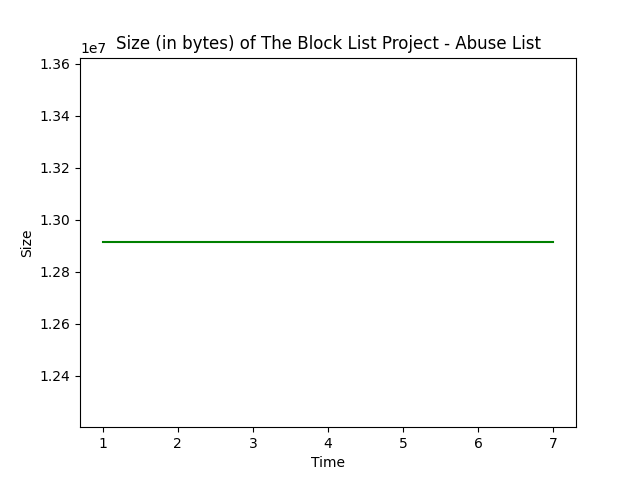 Size (in bytes) of The Block List Project - Abuse List
1e7
1.36
1.34
1.32
1.30
1.28
1.26
1.24
Size
1 2 3 4 5 6 7
Time